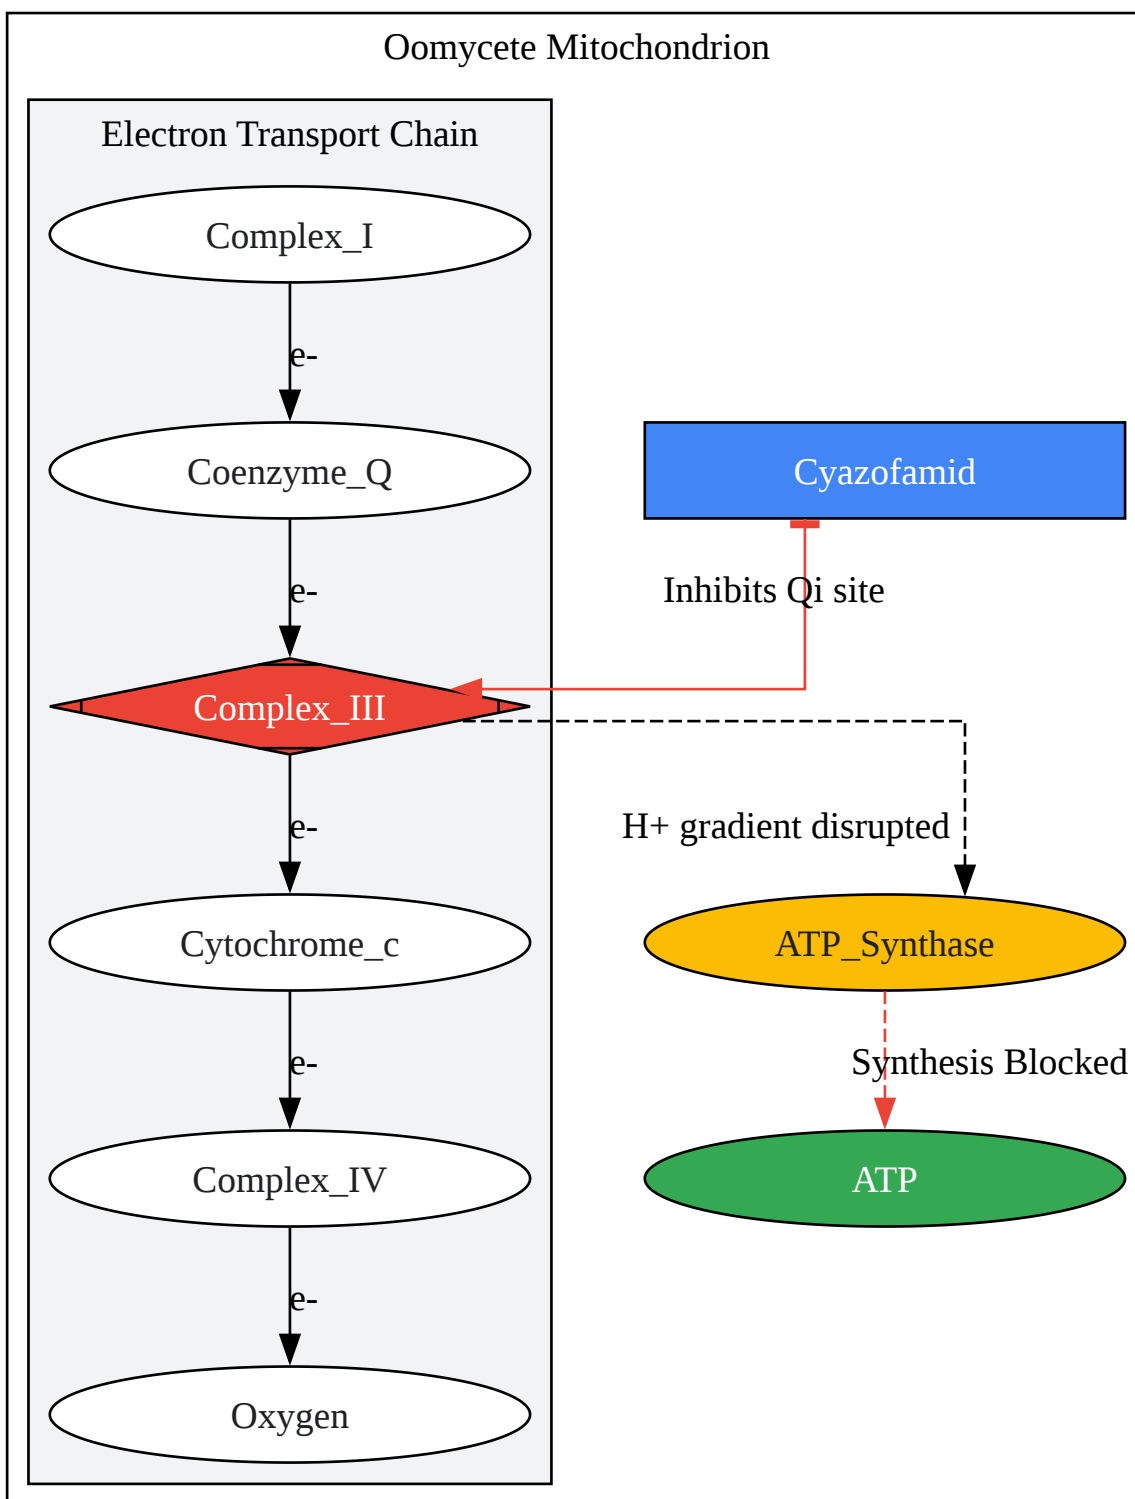 Oomycete Mitochondrion
Electron Transport Chain
Complex_I
e-
Coenzyme_Q
Cyazofamid
e-
Inhibits Qi site
Complex_III
e-
H+ gradient disrupted
Cytochrome_c
ATP_Synthase
e-
Synthesis Blocked
Complex_IV
ATP
e-
Oxygen